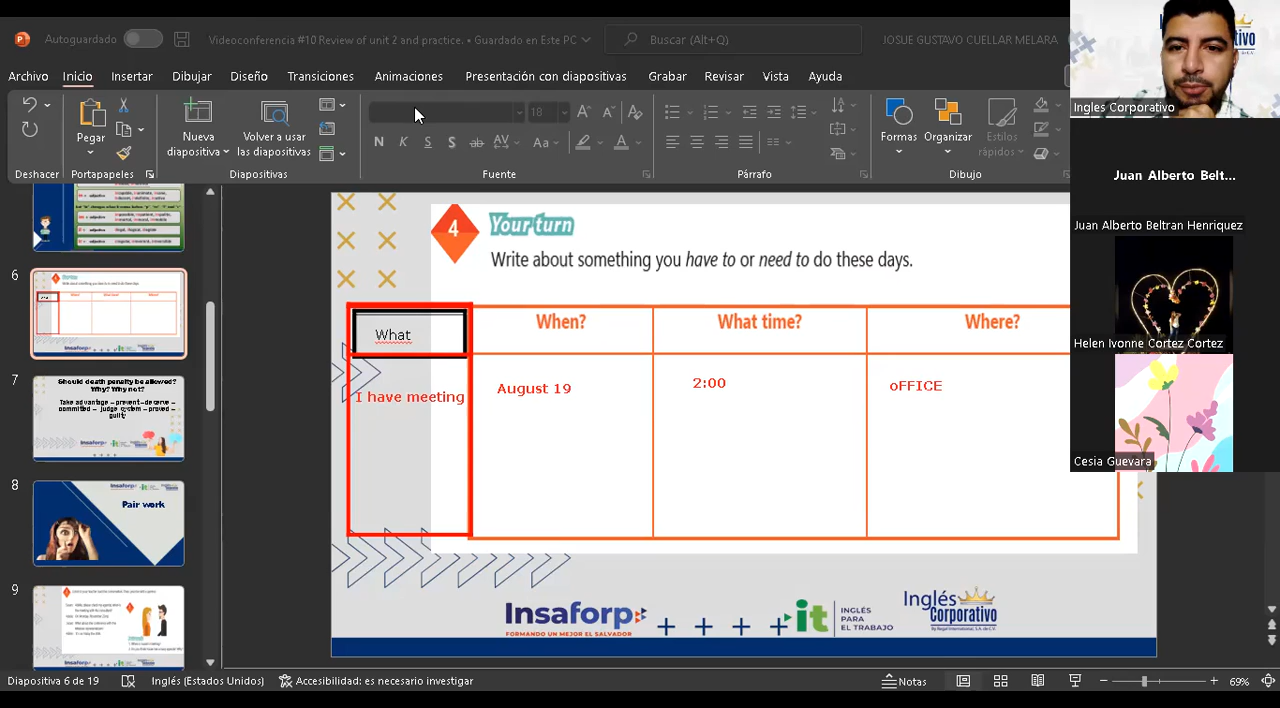 Autoguardado
Videoconferencia #10 Review of unit 2 and practice. • Guardado en Este PC
Buscar (Alt+Q)
JOSUE GUSTAVO CUELLAR MELARA
Archivo Inicio Insertar Dibujar Diseño Transiciones Animaciones Presentación con diapositivas Grabar Revisar Vista Ayuda
Pegar
Nueva
diapositiva
Volver a usar
las diapositivas
18
N K S S ab AV Aa A
Formas
Organizar
Estilos
rápidos
Deshacer Portapapeles Diapositivas Fuente Párrafo Dibujo
Ingles Corporativo
Juan Alberto Belt...
Juan Alberto Beltran Henriquez
Helen Ivonne Cortez Cortez
Cesia Guevara
6
7
Should death penalty be allowed?
Why? Why not?
Take advantage – prevent – deserve –
committed – judge system – proved –
guilty
8
Pair work
9
4
Your turn
Write about something you have to or need to do these days.
What
When?
What time?
Where?
I have meeting
August 19
2:00
oFFICE
Insaforp
FORMANDO UN MEJOR EL SALVADOR
it
INGLÉS
PARA
EL TRABAJO
Inglés
Corporativo
Diapositiva 6 de 19
Inglés (Estados Unidos)
Accesibilidad: es necesario investigar
Notas
69%